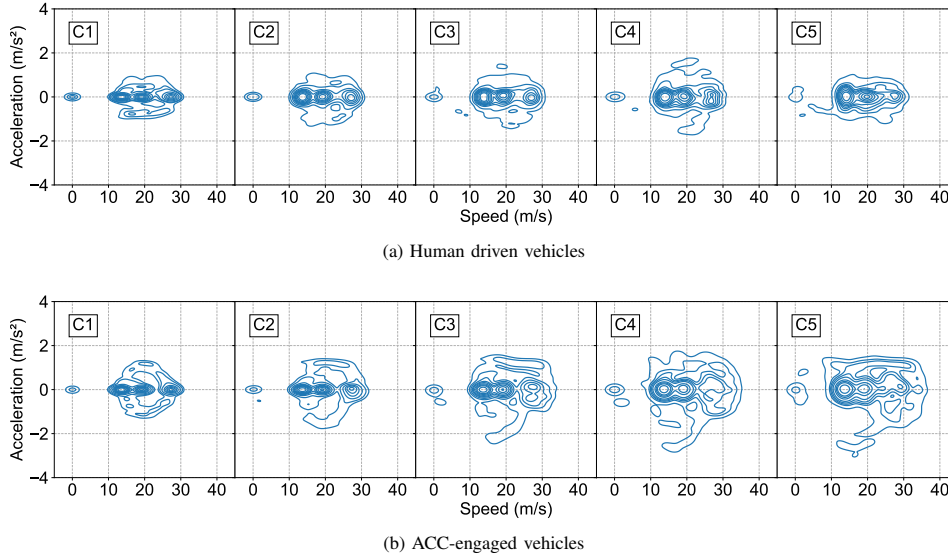 C1 C2 C3 C4 C5
Acceleration (m/s²)
4
2
0
−2
−4
0 10 20 30 40 0 10 20 30 40 0 10 20 30 40 0 10 20 30 40 0 10 20 30 40
Speed (m/s)
(a) Human driven vehicles
C1 C2 C3 C4 C5
Acceleration (m/s²)
4
2
0
−2
−4
0 10 20 30 40 0 10 20 30 40 0 10 20 30 40 0 10 20 30 40 0 10 20 30 40
Speed (m/s)
(b) ACC-engaged vehicles